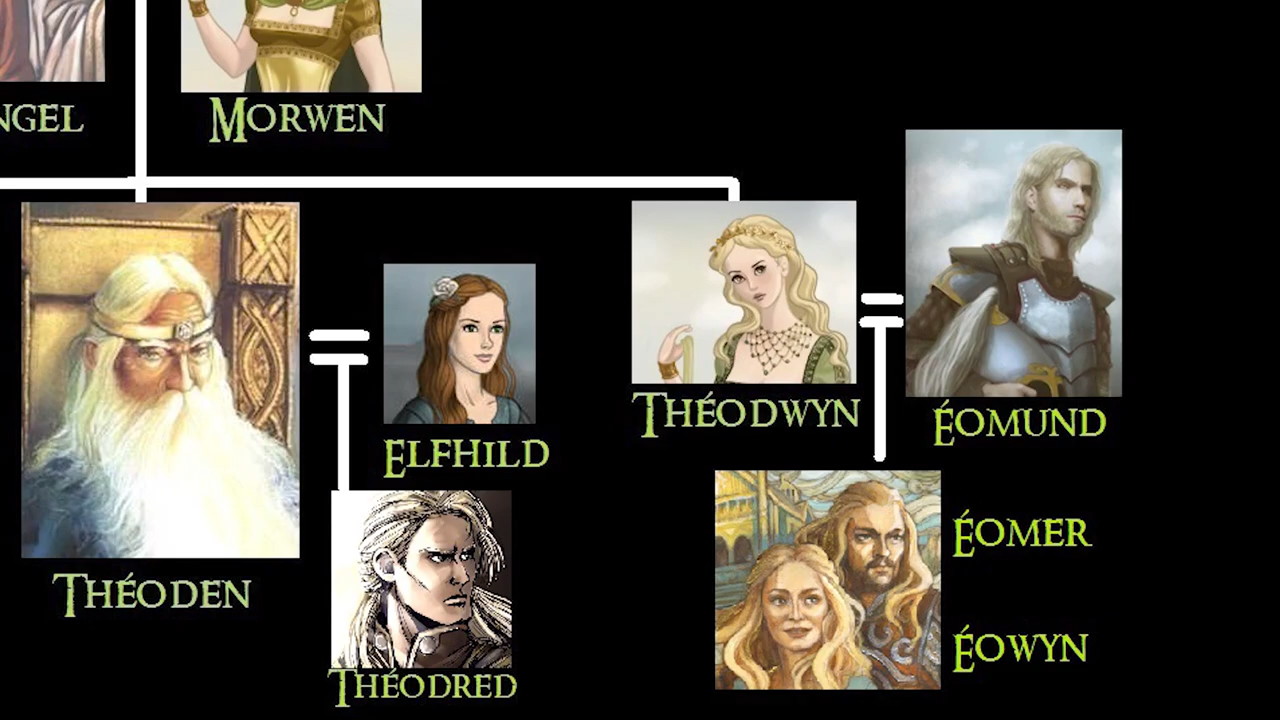 NGEL
MORWEN
THÉODWYN
ÉOMUND
ELFHILD
ÉOMER
THÉODEN
ÉOWYN
THÉODRED